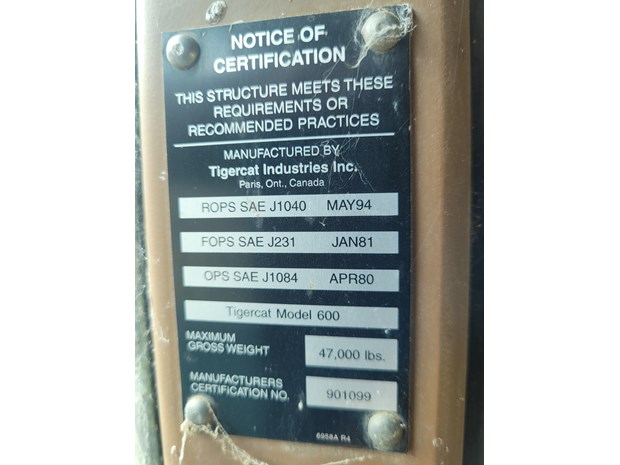 NOTICE OF
CERTIFICATION
THIS STRUCTURE MEETS THESE
REQUIREMENTS OR
RECOMMENDED PRACTICES
MANUFACTURED BY
Tigercat Industries Inc.
Paris, Ont., Canada
ROPS SAE J1040 MAY94
FOPS SAE J231 JAN81
OPS SAE J1084 APR80
Tigercat Model 600
MAXIMUM
GROSS WEIGHT 47,000 lbs.
MANUFACTURERS
CERTIFICATION NO. 901099
6958A R4